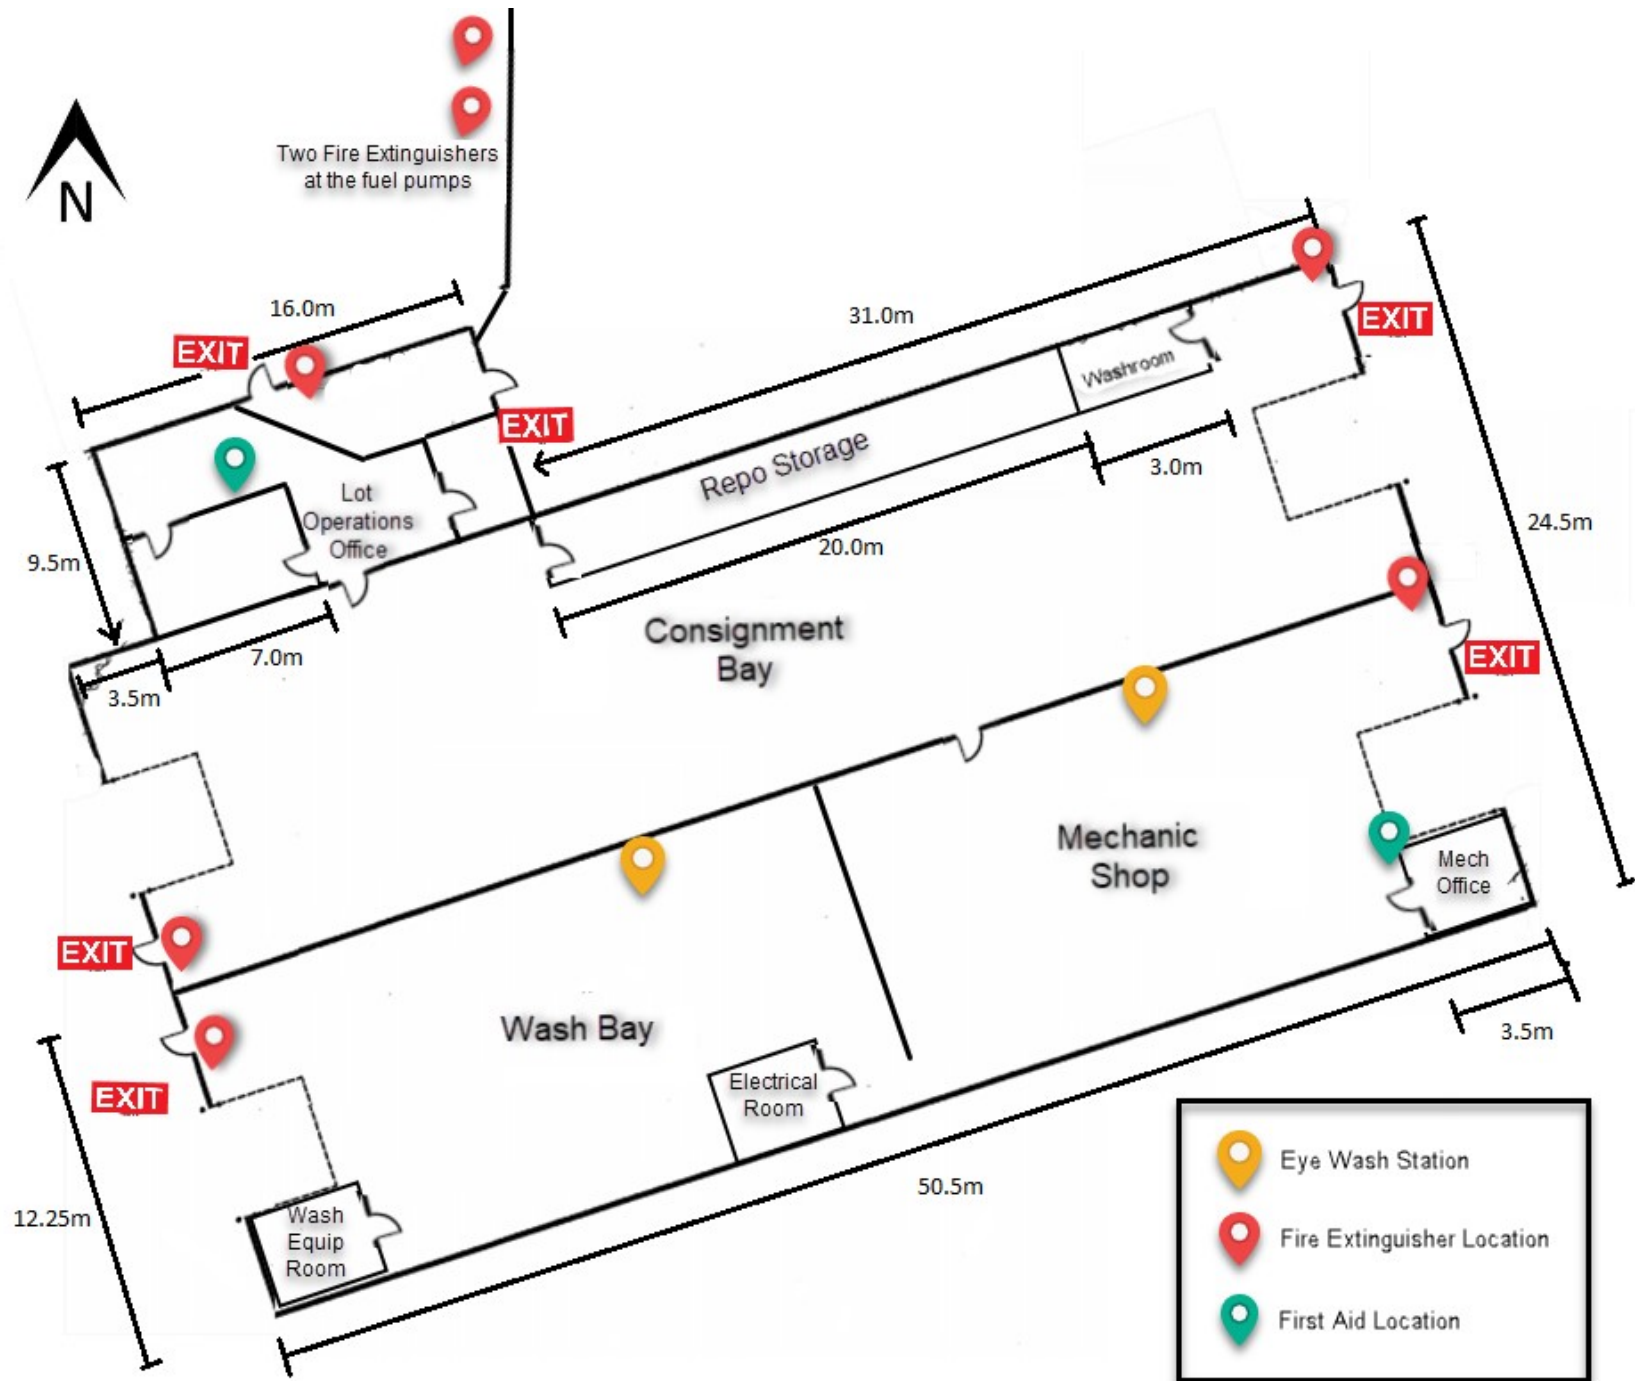 Two Fire Extinguishers
at the fuel pumps
N
16.0m
EXIT
31.0m
EXIT
EXIT
Washroom
Repo Storage
3.0m
Lot
Operations
Office
24.5m
9.5m
20.0m
7.0m
3.5m
Consignment
Bay
EXIT
Mechanic
Shop
Mech
Office
EXIT
Wash Bay
3.5m
Electrical
Room
EXIT
50.5m
12.25m
Wash
Equip
Room
Eye Wash Station
Fire Extinguisher Location
First Aid Location